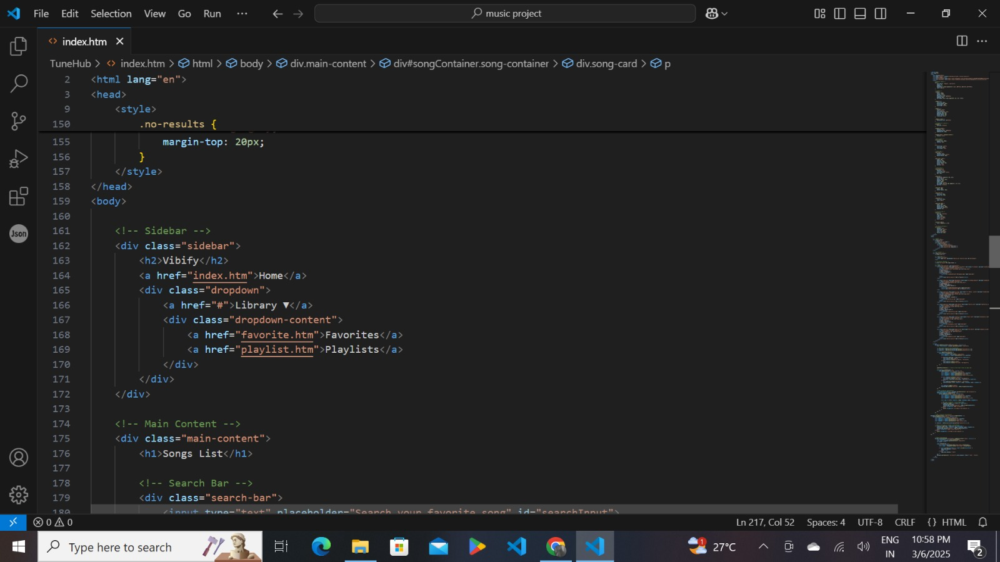 File Edit Selection View Go Run ··· music project
index.htm
TuneHub > index.htm > html > body > div.main-content > div#songContainer.song-container > div.song-card > p
2 <html lang="en">
3 <head>
9 <style>
150 .no-results {
155 margin-top: 20px;
156 }
157 </style>
158 </head>
159 <body>
160
161 <!-- Sidebar -->
162 <div class="sidebar">
163 <h2>Vibify</h2>
164 <a href="index.htm">Home</a>
165 <div class="dropdown">
166 <a href="#">Library ▼</a>
167 <div class="dropdown-content">
168 <a href="favorite.htm">Favorites</a>
169 <a href="playlist.htm">Playlists</a>
170 </div>
171 </div>
172 </div>
173
174 <!-- Main Content -->
175 <div class="main-content">
176 <h1>Songs List</h1>
177
178 <!-- Search Bar -->
179 <div class="search-bar">
180 <input type="text" placeholder="Search your favorite song" id="searchInput">
Json
0 0 Ln 217, Col 52 Spaces: 4 UTF-8 CRLF {} HTML
Type here to search 1 27°C ENG 10:58 PM
IN 3/6/2025 2